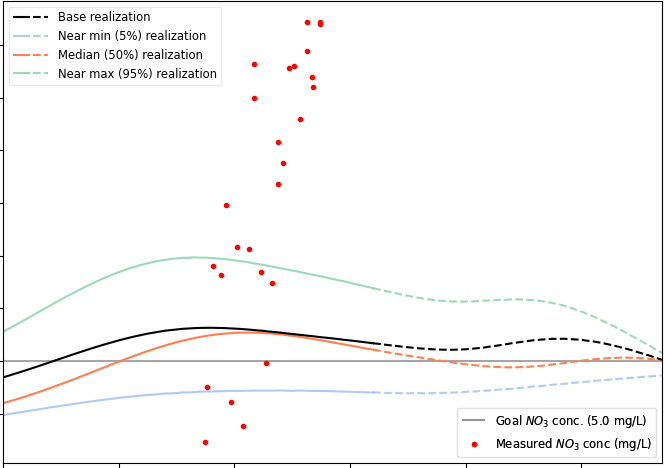 Base realization
Near min (5%) realization
Median (50%) realization
Near max (95%) realization
Goal NO₃ conc. (5.0 mg/L)
Measured NO₃ conc (mg/L)